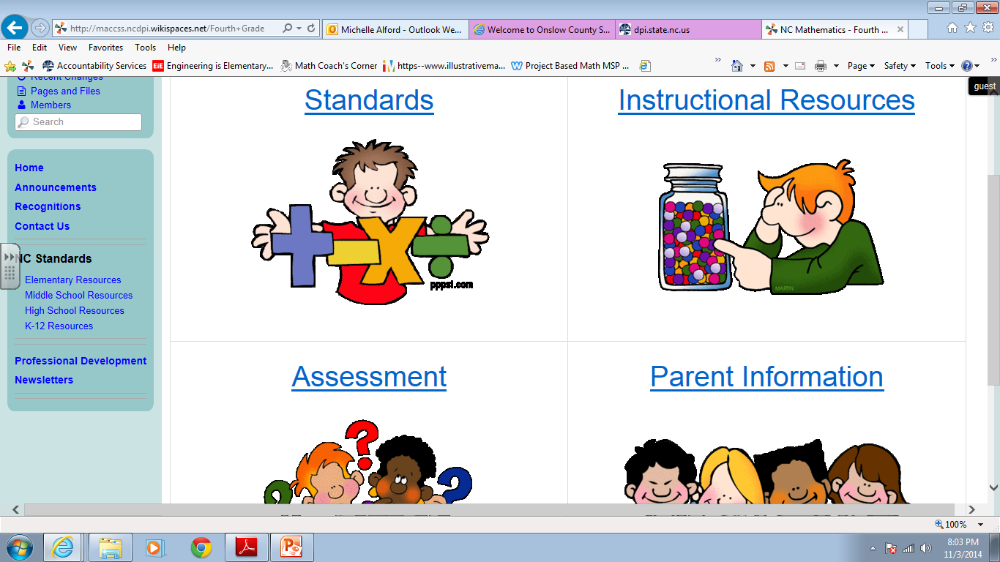 http://maccss.ncdpi.wikispaces.net/Fourth+Grade
Michelle Alford - Outlook We...
Welcome to Onslow County S...
dpi.state.nc.us
NC Mathematics - Fourth ...
File Edit View Favorites Tools Help
Accountability Services
EiE Engineering is Elementary...
Math Coach's Corner
https--www.illustrativema...
Project Based Math MSP ...
Page
Safety
Tools
guest
Recent Changes
Pages and Files
Members
Search
Home
Announcements
Recognitions
Contact Us
NC Standards
Elementary Resources
Middle School Resources
High School Resources
K-12 Resources
Professional Development
Newsletters
Standards
Instructional Resources
pppst.com
MARTIN
Assessment
Parent Information
100%
8:03 PM
11/3/2014